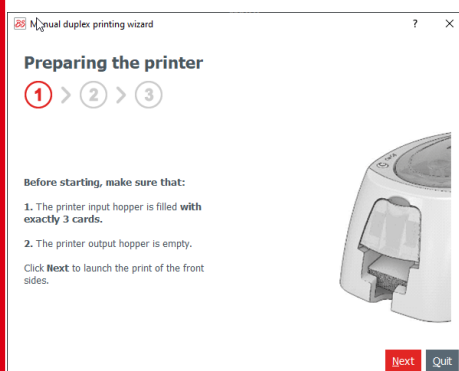 Manual duplex printing wizard
? ×
Preparing the printer
1 > 2 > 3
Before starting, make sure that:
1. The printer input hopper is filled with
exactly 3 cards.
2. The printer output hopper is empty.
Click Next to launch the print of the front
sides.
Next Quit